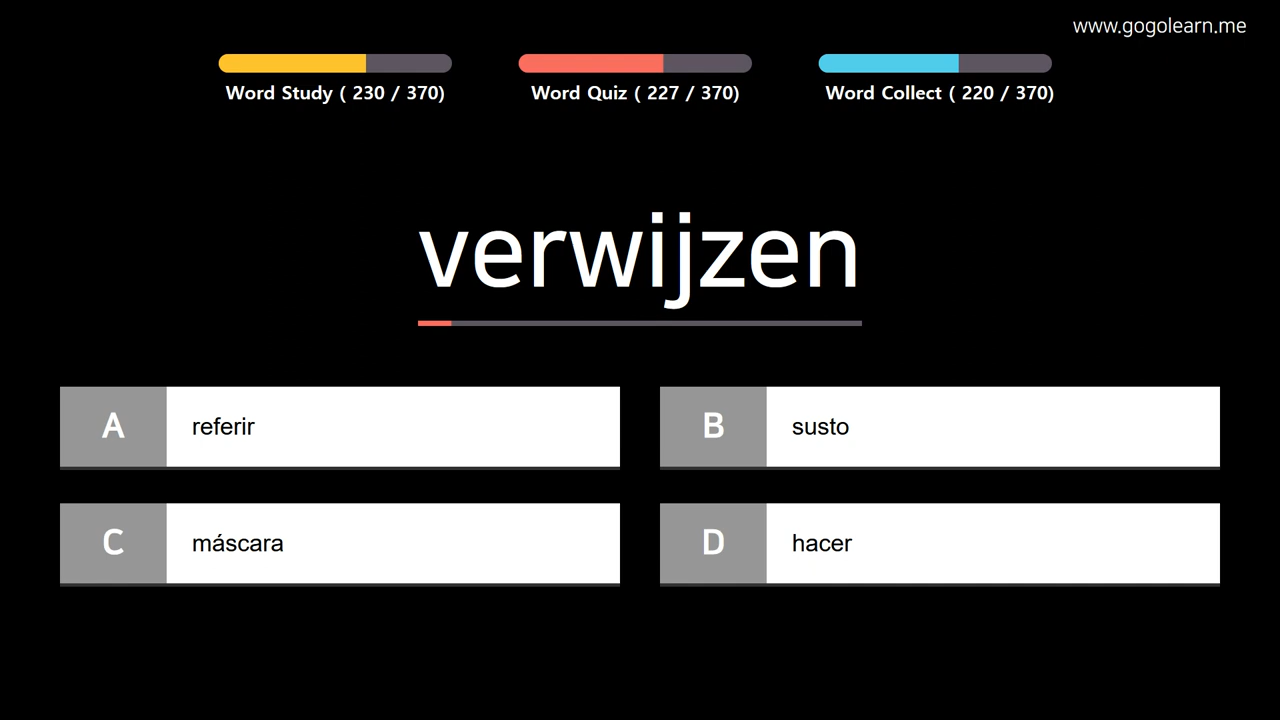 www.gogolearn.me
Word Study ( 230 / 370)
Word Quiz ( 227 / 370)
Word Collect ( 220 / 370)
verwijzen
A referir
B susto
C máscara
D hacer